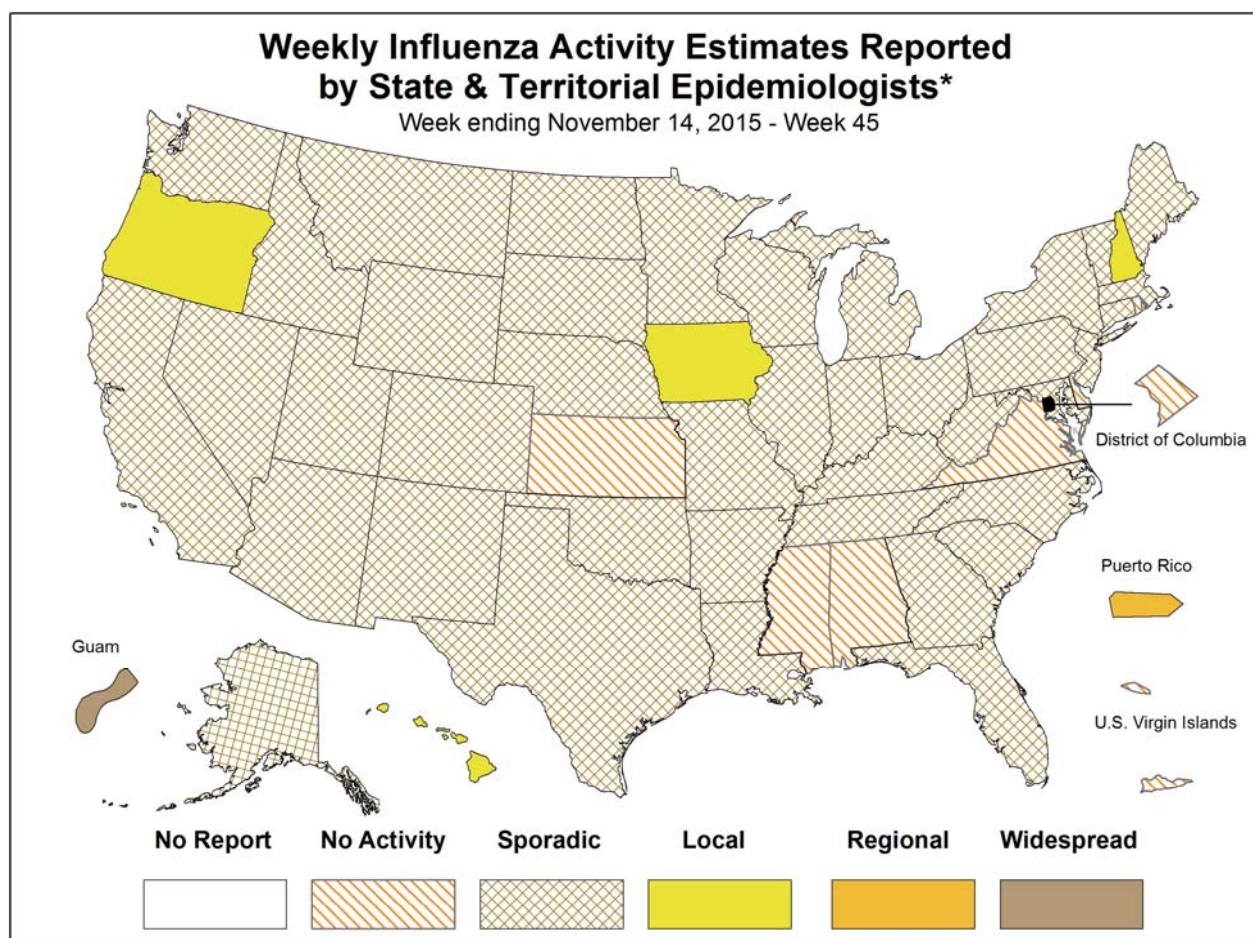 Weekly Influenza Activity Estimates Reported
by State & Territorial Epidemiologists*
Week ending November 14, 2015 - Week 45
District of Columbia
Puerto Rico
Guam
U.S. Virgin Islands
No Report No Activity Sporadic Local Regional Widespread